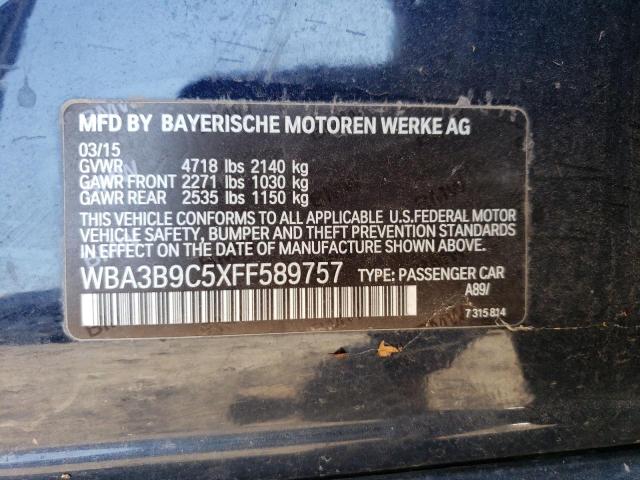 MFD BY BAYERISCHE MOTOREN WERKE AG
03/15
GVWR 4718 lbs 2140 kg
GAWR FRONT 2271 lbs 1030 kg
GAWR REAR 2535 lbs 1150 kg
THIS VEHICLE CONFORMS TO ALL APPLICABLE U.S.FEDERAL MOTOR
VEHICLE SAFETY, BUMPER AND THEFT PREVENTION STANDARDS
IN EFFECT ON THE DATE OF MANUFACTURE SHOWN ABOVE.
WBA3B9C5XFF589757 TYPE: PASSENGER CAR
A89/
7 315 814